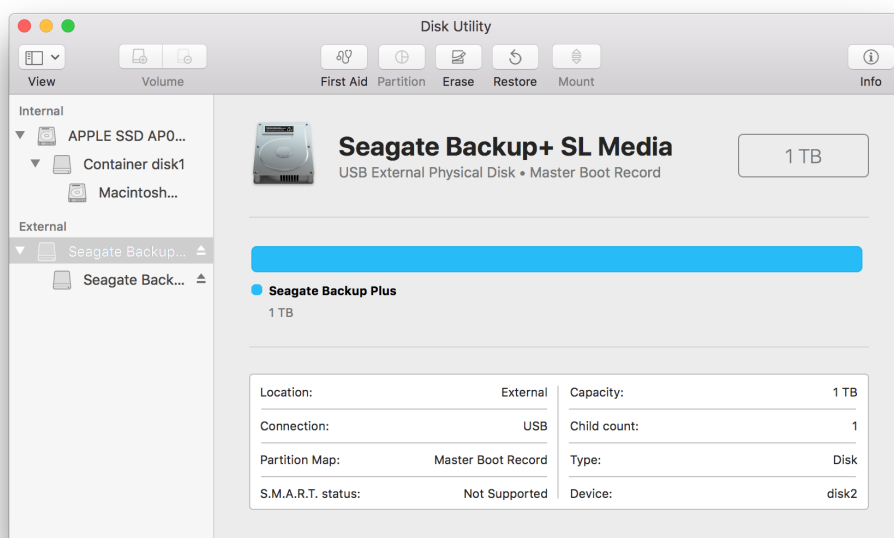 Disk Utility
View Volume First Aid Partition Erase Restore Mount Info
Internal
APPLE SSD AP0...
Container disk1
Macintosh...
External
Seagate Backup...
Seagate Back...
Seagate Backup+ SL Media
USB External Physical Disk • Master Boot Record
1 TB
Seagate Backup Plus
1 TB
Location: External Capacity: 1 TB
Connection: USB Child count: 1
Partition Map: Master Boot Record Type: Disk
S.M.A.R.T. status: Not Supported Device: disk2